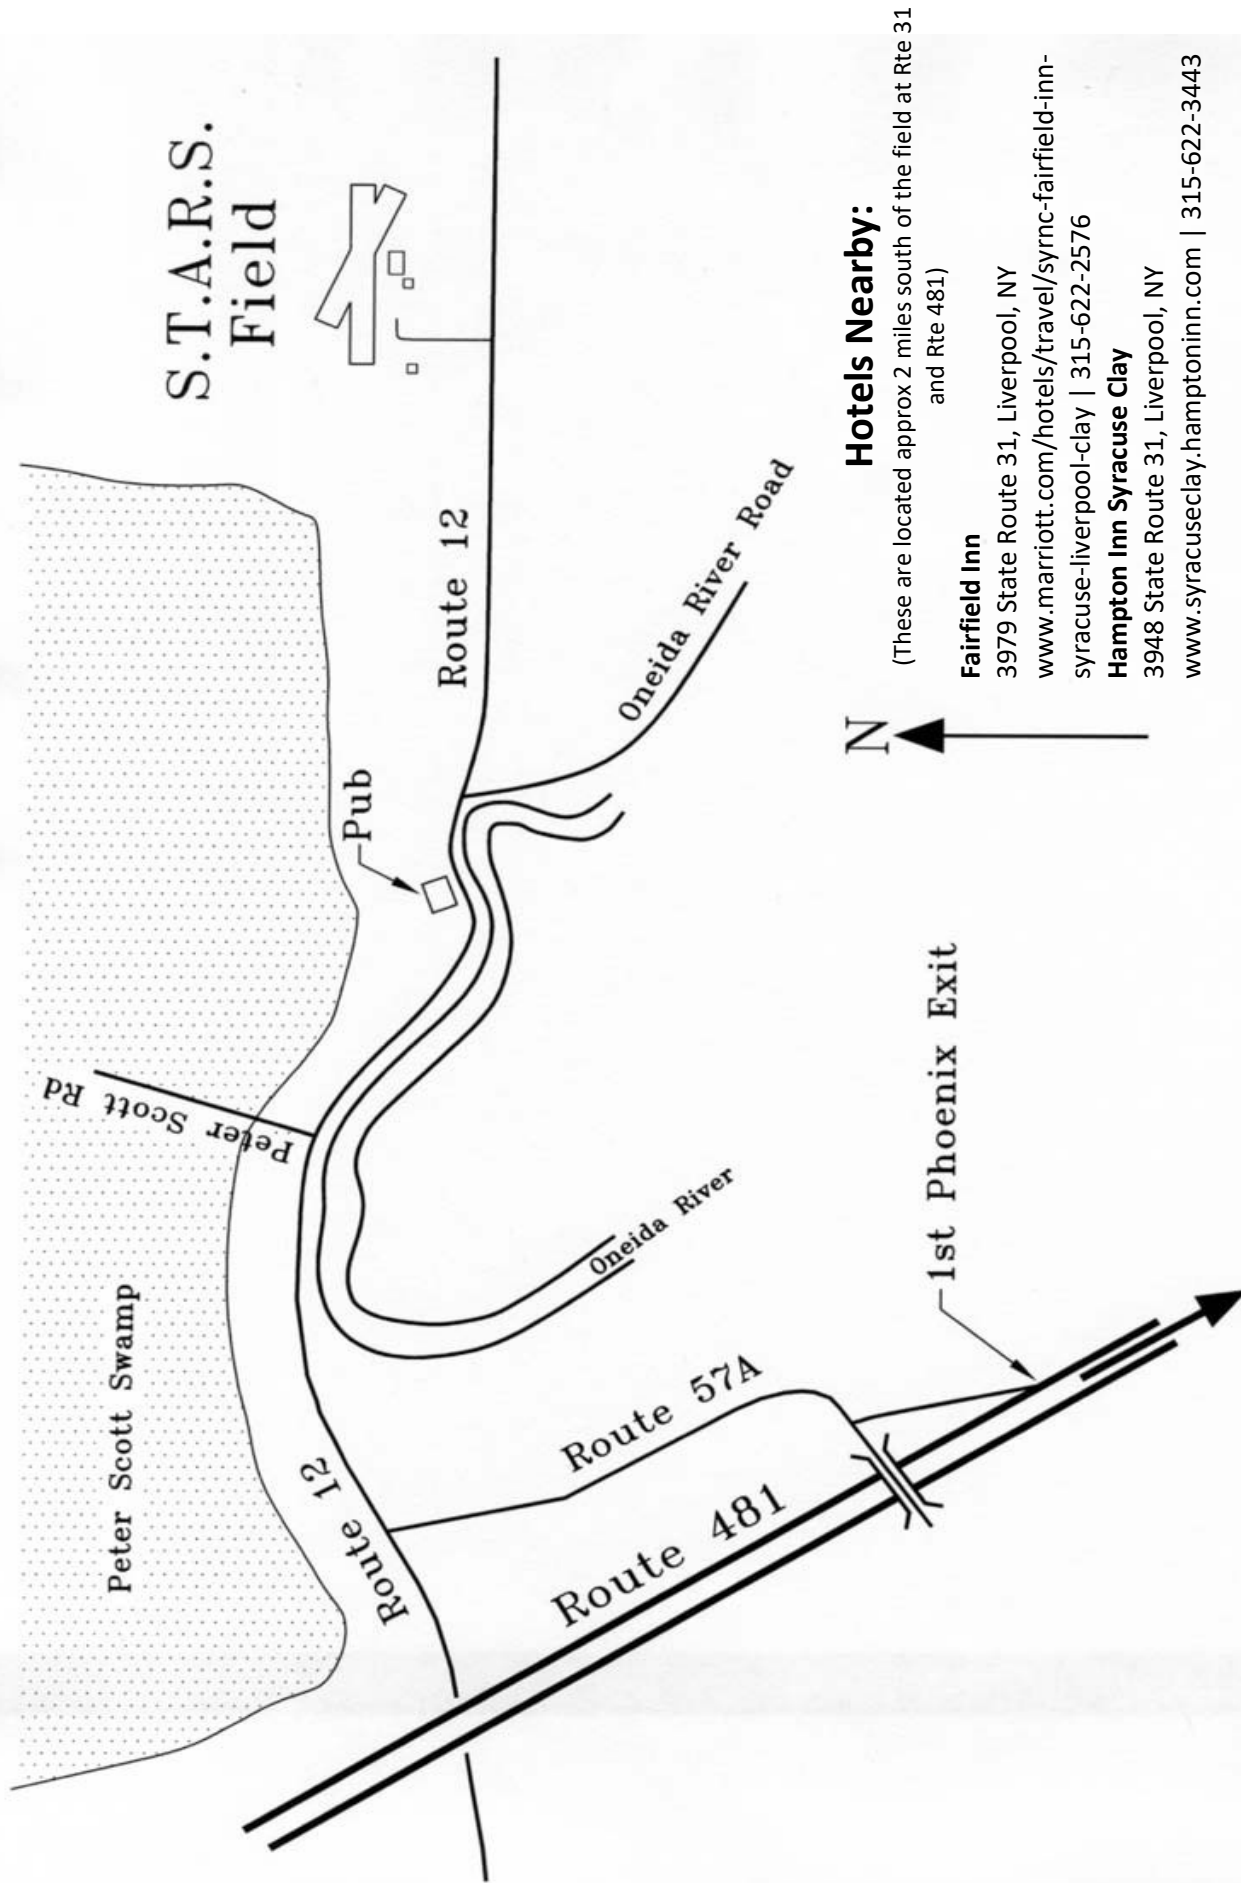 Peter Scott Swamp
Peter Scott Rd
S.T.A.R.S.
Field
Pub
Route 12
Route 12
Oneida River Road
Oneida River
Route 57A
Route 481
1st Phoenix Exit
N
Hotels Nearby:
(These are located approx 2 miles south of the field at Rte 31
and Rte 481)
Fairfield Inn
3979 State Route 31, Liverpool, NY
www.marriott.com/hotels/travel/syrnc-fairfield-inn-
syracuse-liverpool-clay | 315-622-2576
Hampton Inn Syracuse Clay
3948 State Route 31, Liverpool, NY
www.syracuseclay.hamptoninn.com | 315-622-3443